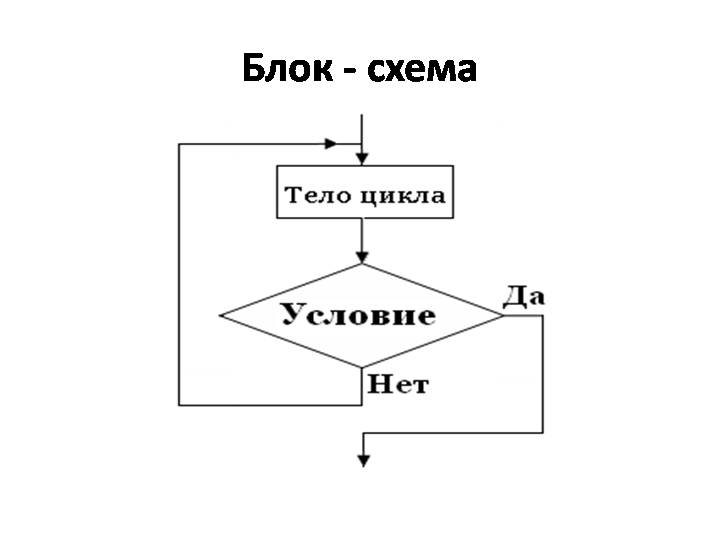 Блок - схема
Тело цикла
Условие
Да
Нет